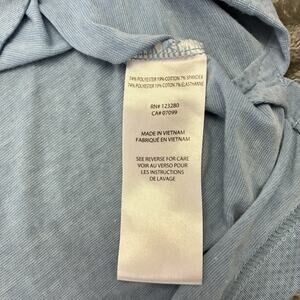 74% POLYESTER 19% COTTON 7% SPANDEX
74% POLYESTER 19% COTON 7% ELASTHANNE
RN# 123280
CA# 07099
MADE IN VIETNAM
FABRIQUÉ EN VIETNAM
SEE REVERSE FOR CARE
VOIR AU VERSO POUR
LES INSTRUCTIONS
DE LAVAGE